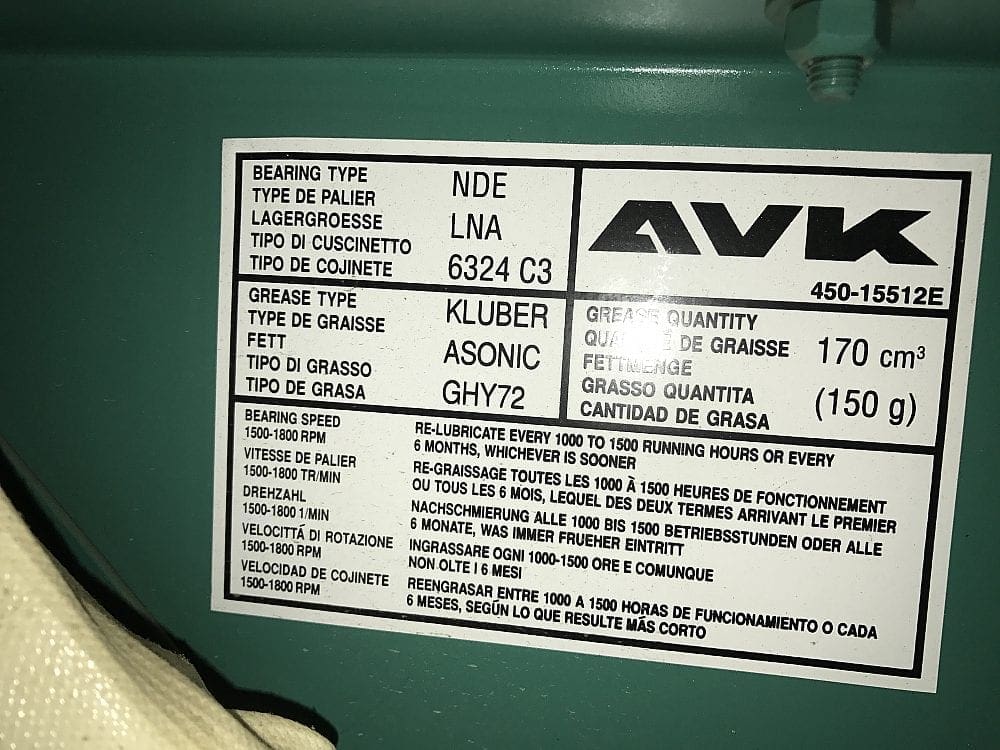 BEARING TYPE
TYPE DE PALIER
LAGERGROESSE
TIPO DI CUSCINETTO
TIPO DE COJINETE
NDE
LNA
6324 C3
AVK
450-15512E
GREASE TYPE
TYPE DE GRAISSE
FETT
TIPO DI GRASSO
TIPO DE GRASA
KLUBER
ASONIC
GHY72
GREASE QUANTITY
DE GRAISSE
FETTMENGE
GRASSO QUANTITA
CANTIDAD DE GRASA
170 cm³
(150 g)
BEARING SPEED
1500-1800 RPM
VITESSE DE PALIER
1500-1800 TR/MIN
DREHZAHL
1500-1800 1/MIN
VELOCITTÁ DI ROTAZIONE
1500-1800 RPM
VELOCIDAD DE COJINETE
1500-1800 RPM
RE-LUBRICATE EVERY 1000 TO 1500 RUNNING HOURS OR EVERY
6 MONTHS, WHICHEVER IS SOONER
RE-GRAISSAGE TOUTES LES 1000 À 1500 HEURES DE FONCTIONNEMENT
OU TOUS LES 6 MOIS, LEQUEL DES DEUX TERMES ARRIVANT LE PREMIER
NACHSCHMIERUNG ALLE 1000 BIS 1500 BETRIEBSSTUNDEN ODER ALLE
6 MONATE, WAS IMMER FRUEHER EINTRITT
INGRASSARE OGNI 1000-1500 ORE E COMUNQUE
NON OLTE I 6 MESI
REENGRASAR ENTRE 1000 A 1500 HORAS DE FUNCIONAMIENTO O CADA
6 MESES, SEGÚN LO QUE RESULTE MÃS CORTO